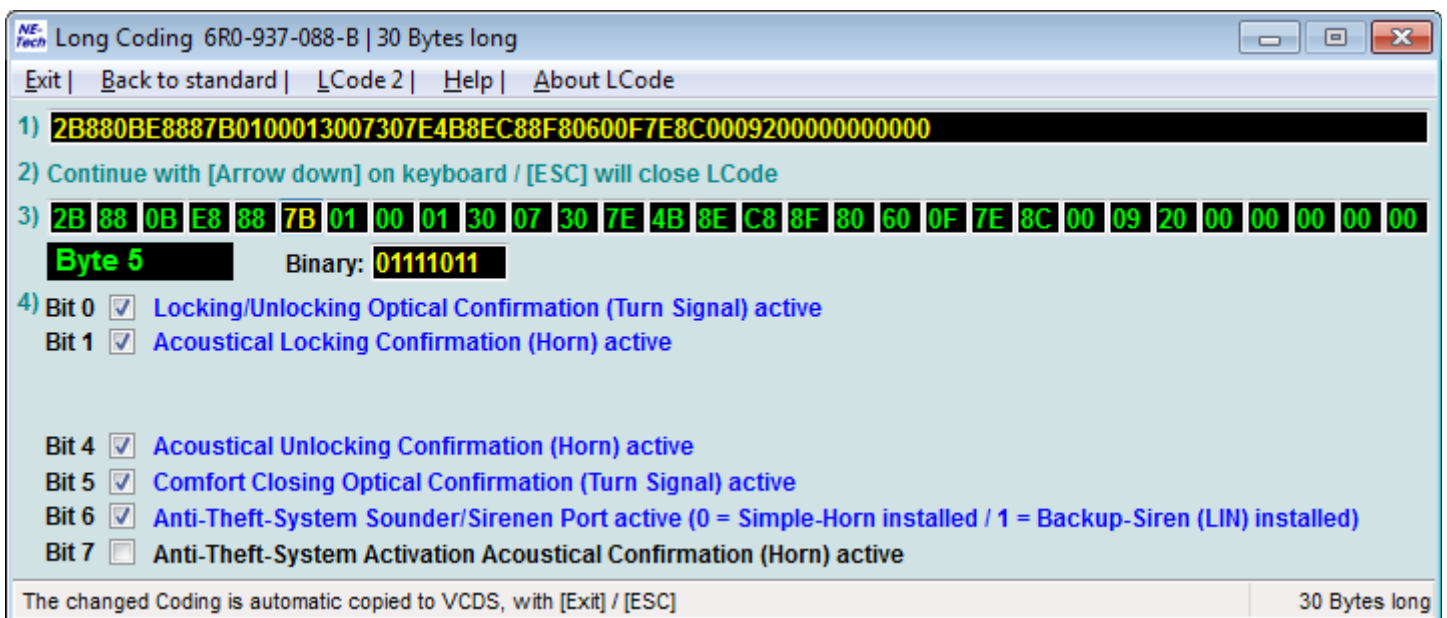 NE-Tech Long Coding 6R0-937-088-B | 30 Bytes long
Exit | Back to standard | LCode 2 | Help | About LCode
1) 2B880BE8887B0100013007307E4B8EC88F80600F7E8C0009200000000000
2) Continue with [Arrow down] on keyboard / [ESC] will close LCode
3) 2B 88 0B E8 88 7B 01 00 01 30 07 30 7E 4B 8E C8 8F 80 60 0F 7E 8C 00 09 20 00 00 00 00 00
Byte 5 Binary: 01111011
4) Bit 0 Locking/Unlocking Optical Confirmation (Turn Signal) active
Bit 1 Acoustical Locking Confirmation (Horn) active
Bit 4 Acoustical Unlocking Confirmation (Horn) active
Bit 5 Comfort Closing Optical Confirmation (Turn Signal) active
Bit 6 Anti-Theft-System Sounder/Sirenen Port active (0 = Simple-Horn installed / 1 = Backup-Siren (LIN) installed)
Bit 7 Anti-Theft-System Activation Acoustical Confirmation (Horn) active
The changed Coding is automatic copied to VCDS, with [Exit] / [ESC] 30 Bytes long